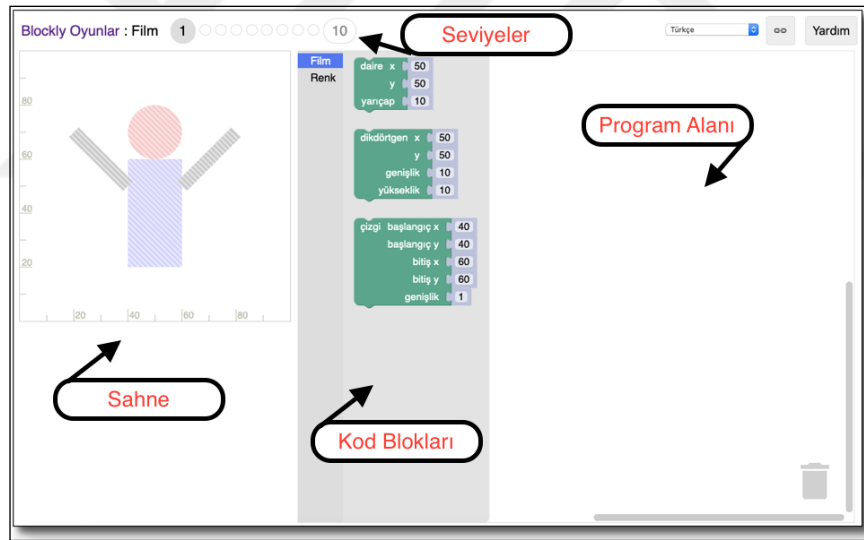 Blockly Oyunlar : Film 1 10
Seviyeler
Türkçe
Yardım
Film
Renk
daire x 50
y 50
yarıçap 10
dikdörtgen x 50
y 50
genişlik 10
yükseklik 10
çizgi başlangıç x 40
başlangıç y 40
bitiş x 60
bitiş y 60
genişlik 1
Program Alanı
80
60
40
20
20 40 60 80
Sahne
Kod Blokları